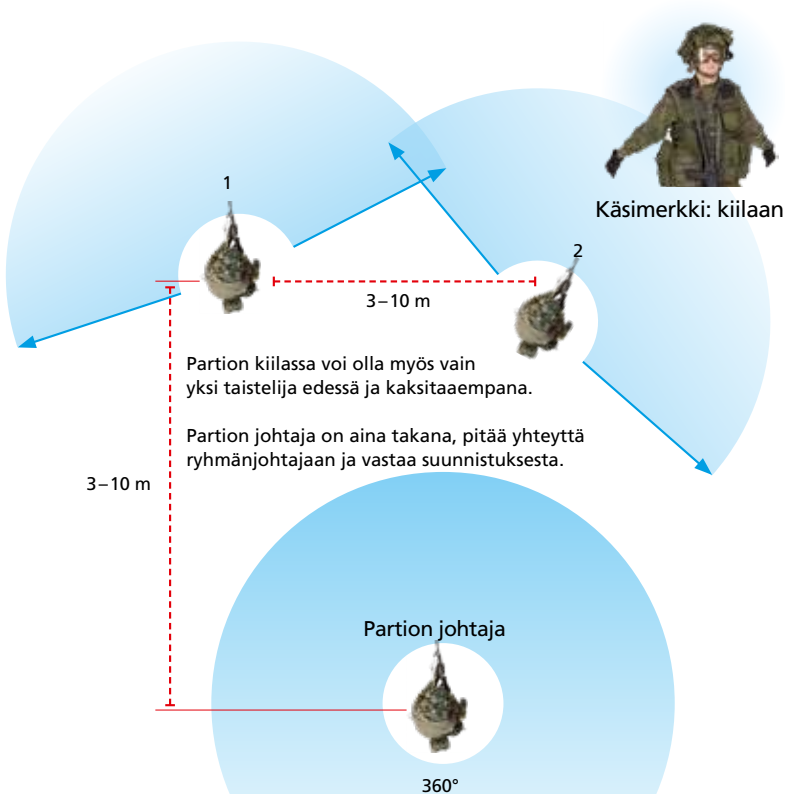 Käsimerkki: kiilaan
1
2
3–10 m
Partion kiilassa voi olla myös vain
yksi taistelija edessä ja kaksitaaempana.
Partion johtaja on aina takana, pitää yhteyttä
ryhmänjohtajaan ja vastaa suunnistuksesta.
3–10 m
Partion johtaja
360°